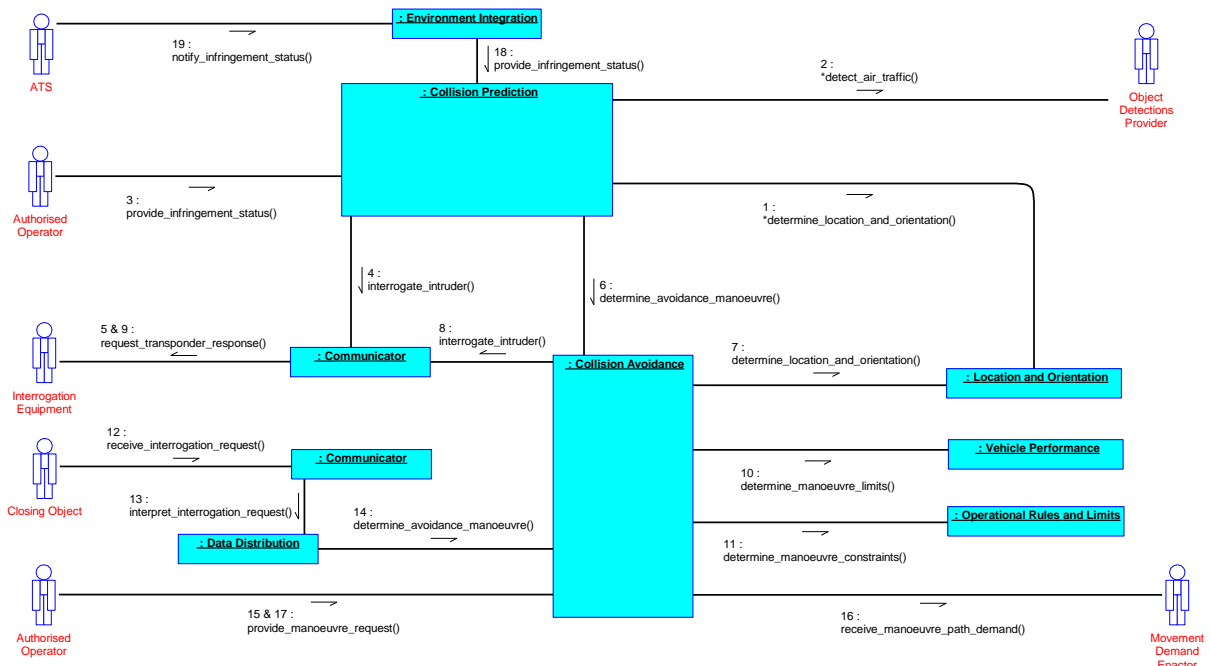 : Environment Integration
19 :
notify_infringement_status()
ATS
18 :
provide_infringement_status()
: Collision Prediction
2 :
*detect_air_traffic()
Object
Detections
Provider
3 :
provide_infringement_status()
Authorised
Operator
1 :
*determine_location_and_orientation()
4 :
interrogate_intruder()
6 :
determine_avoidance_manoeuvre()
5 & 9 :
request_transponder_response()
8 :
interrogate_intruder()
: Communicator
: Collision Avoidance
7 :
determine_location_and_orientation()
: Location and Orientation
Interrogation
Equipment
12 :
receive_interrogation_request()
: Communicator
: Vehicle Performance
10 :
determine_manoeuvre_limits()
Closing Object
13 :
interpret_interrogation_request()
14 :
determine_avoidance_manoeuvre()
: Operational Rules and Limits
: Data Distribution
11 :
determine_manoeuvre_constraints()
15 & 17 :
provide_manoeuvre_request()
16 :
receive_manoeuvre_path_demand()
Authorised
Operator
Movement
Demand
Enactor